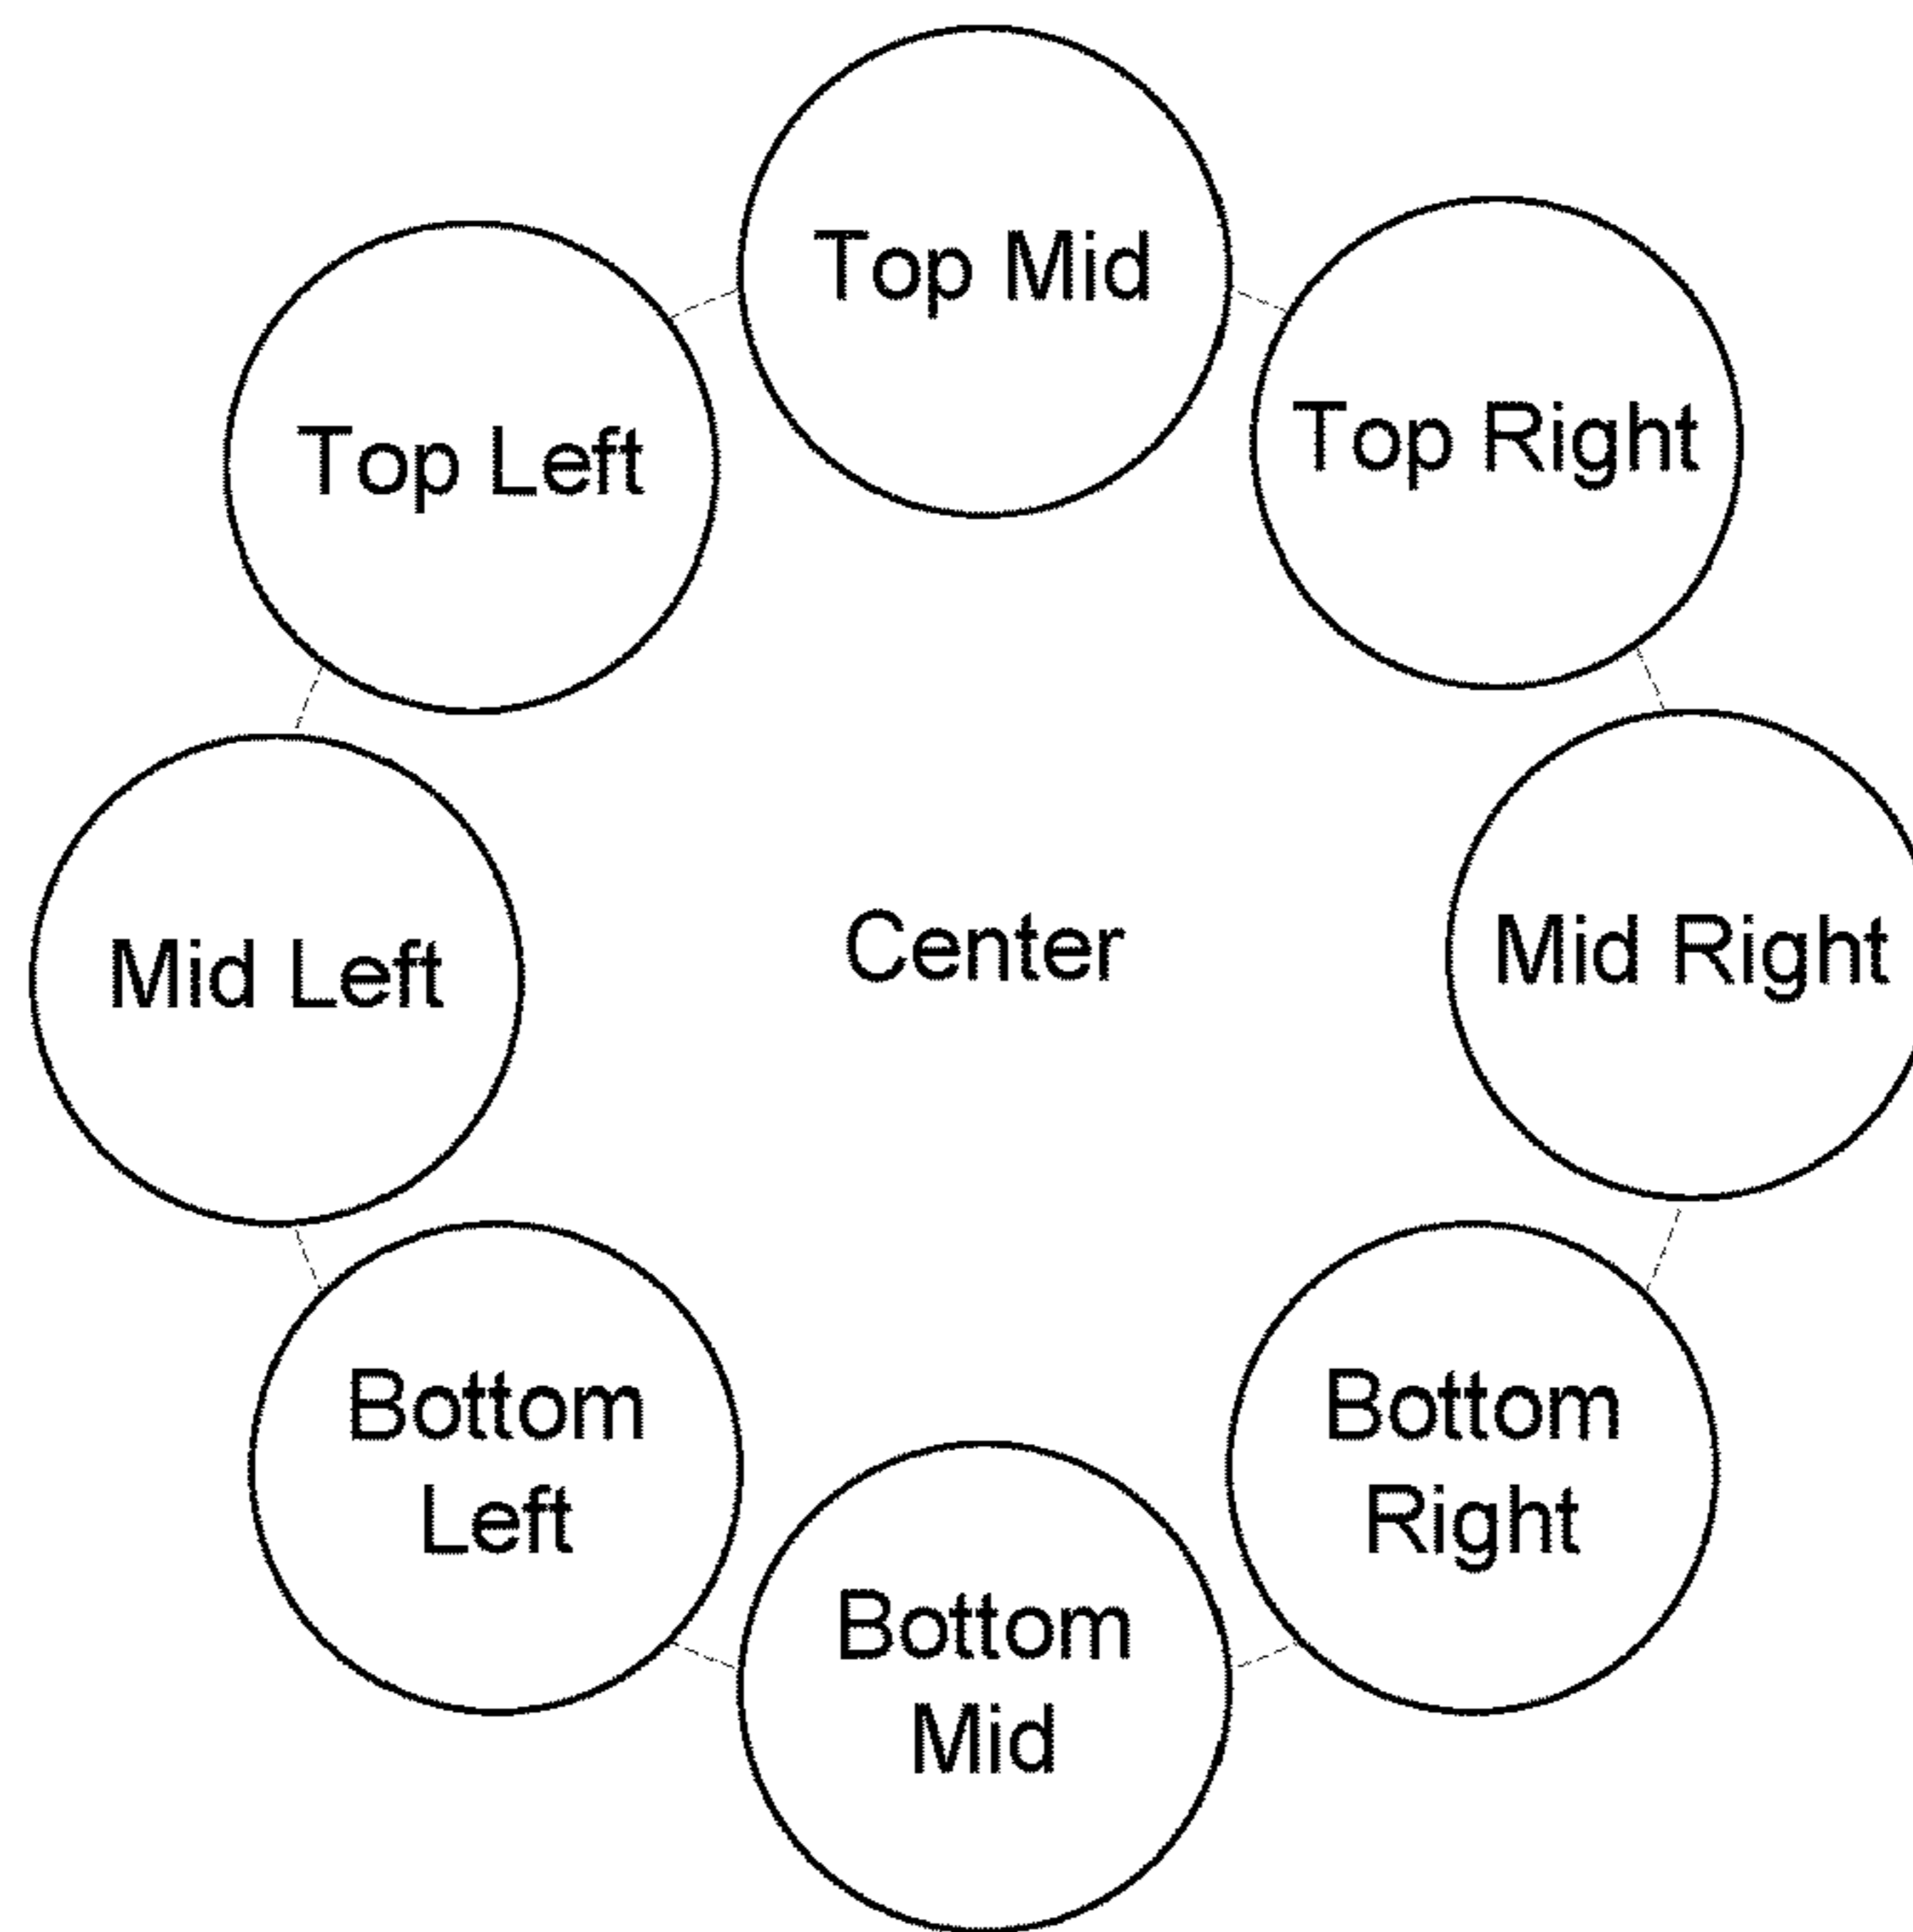 Top Mid
Top Left
Top Right
Mid Left
Center
Mid Right
Bottom
Left
Bottom
Mid
Bottom
Right